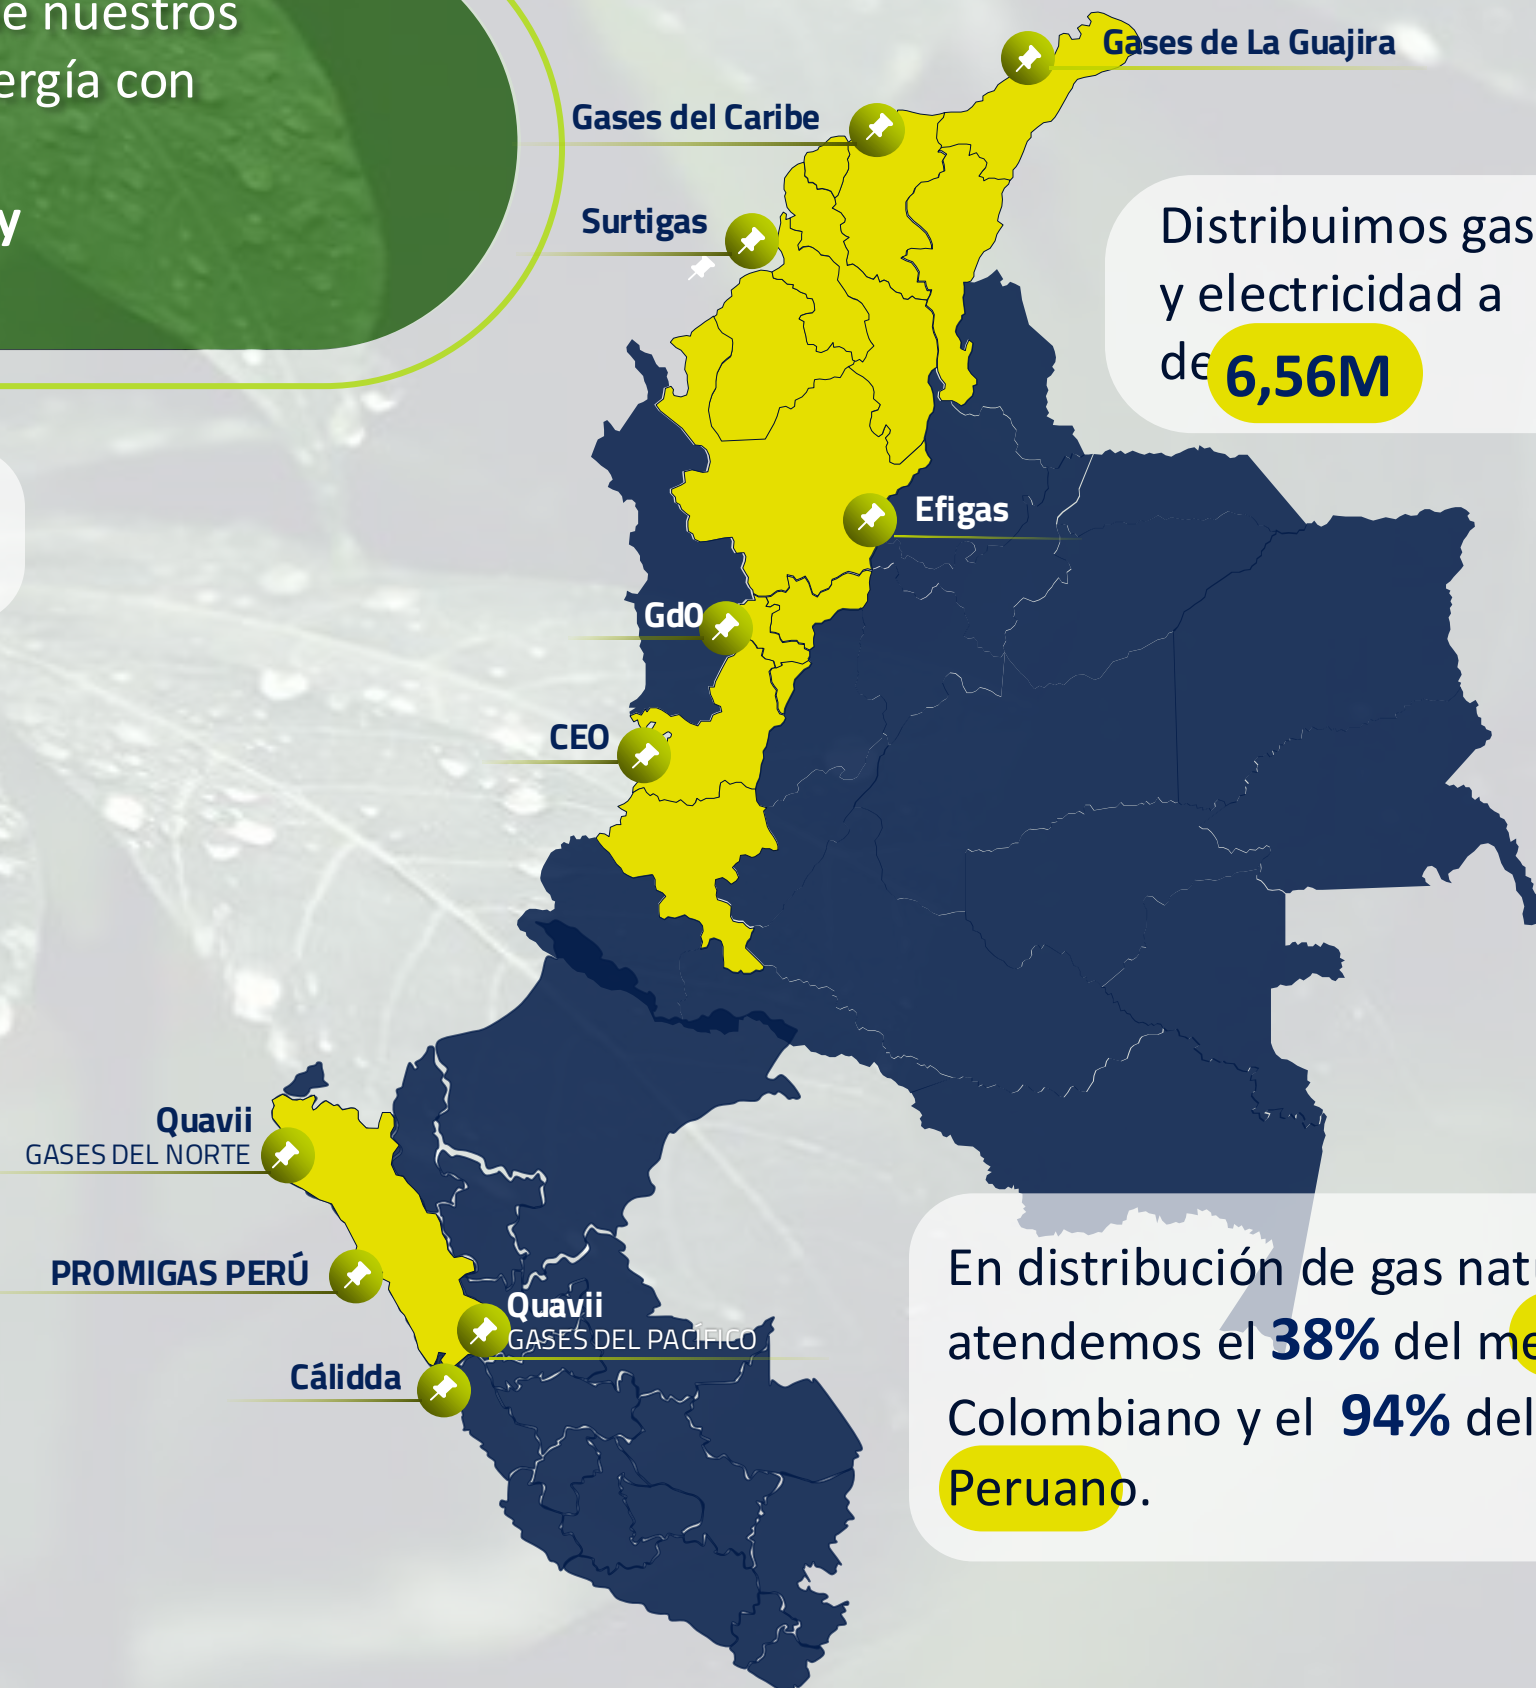 e nuestros
ergía con
y
Gases de La Guajira
Gases del Caribe
Surtigas
Distribuimos gas
y electricidad a
de 6,56M
Efigas
GdO
CEO
Quavii
GASES DEL NORTE
PROMIGAS PERÚ
Quavii
GASES DEL PACÍFICO
Cálidda
En distribución de gas natu
atendemos el 38% del me
Colombiano y el 94% del
Peruano.